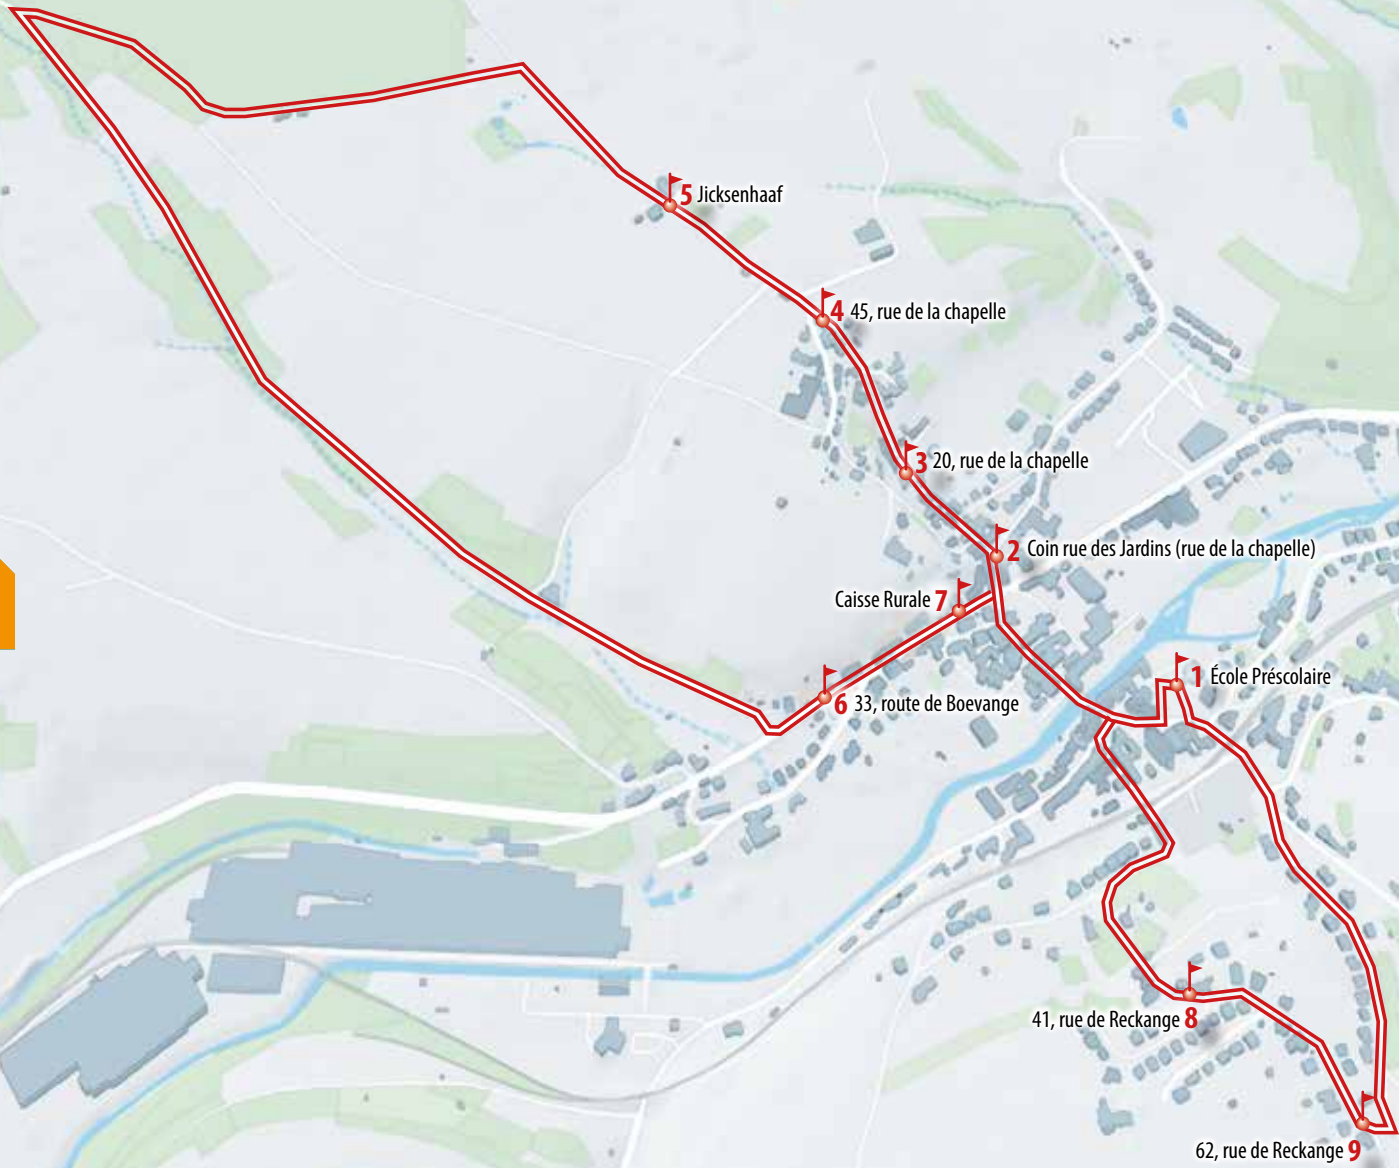 5 Jicksenhaaf
4 45, rue de la chapelle
3 20, rue de la chapelle
2 Coin rue des Jardins (rue de la chapelle)
Caisse Rurale 7
1 École Préscolaire
6 33, route de Boevange
41, rue de Reckange 8
62, rue de Reckange 9